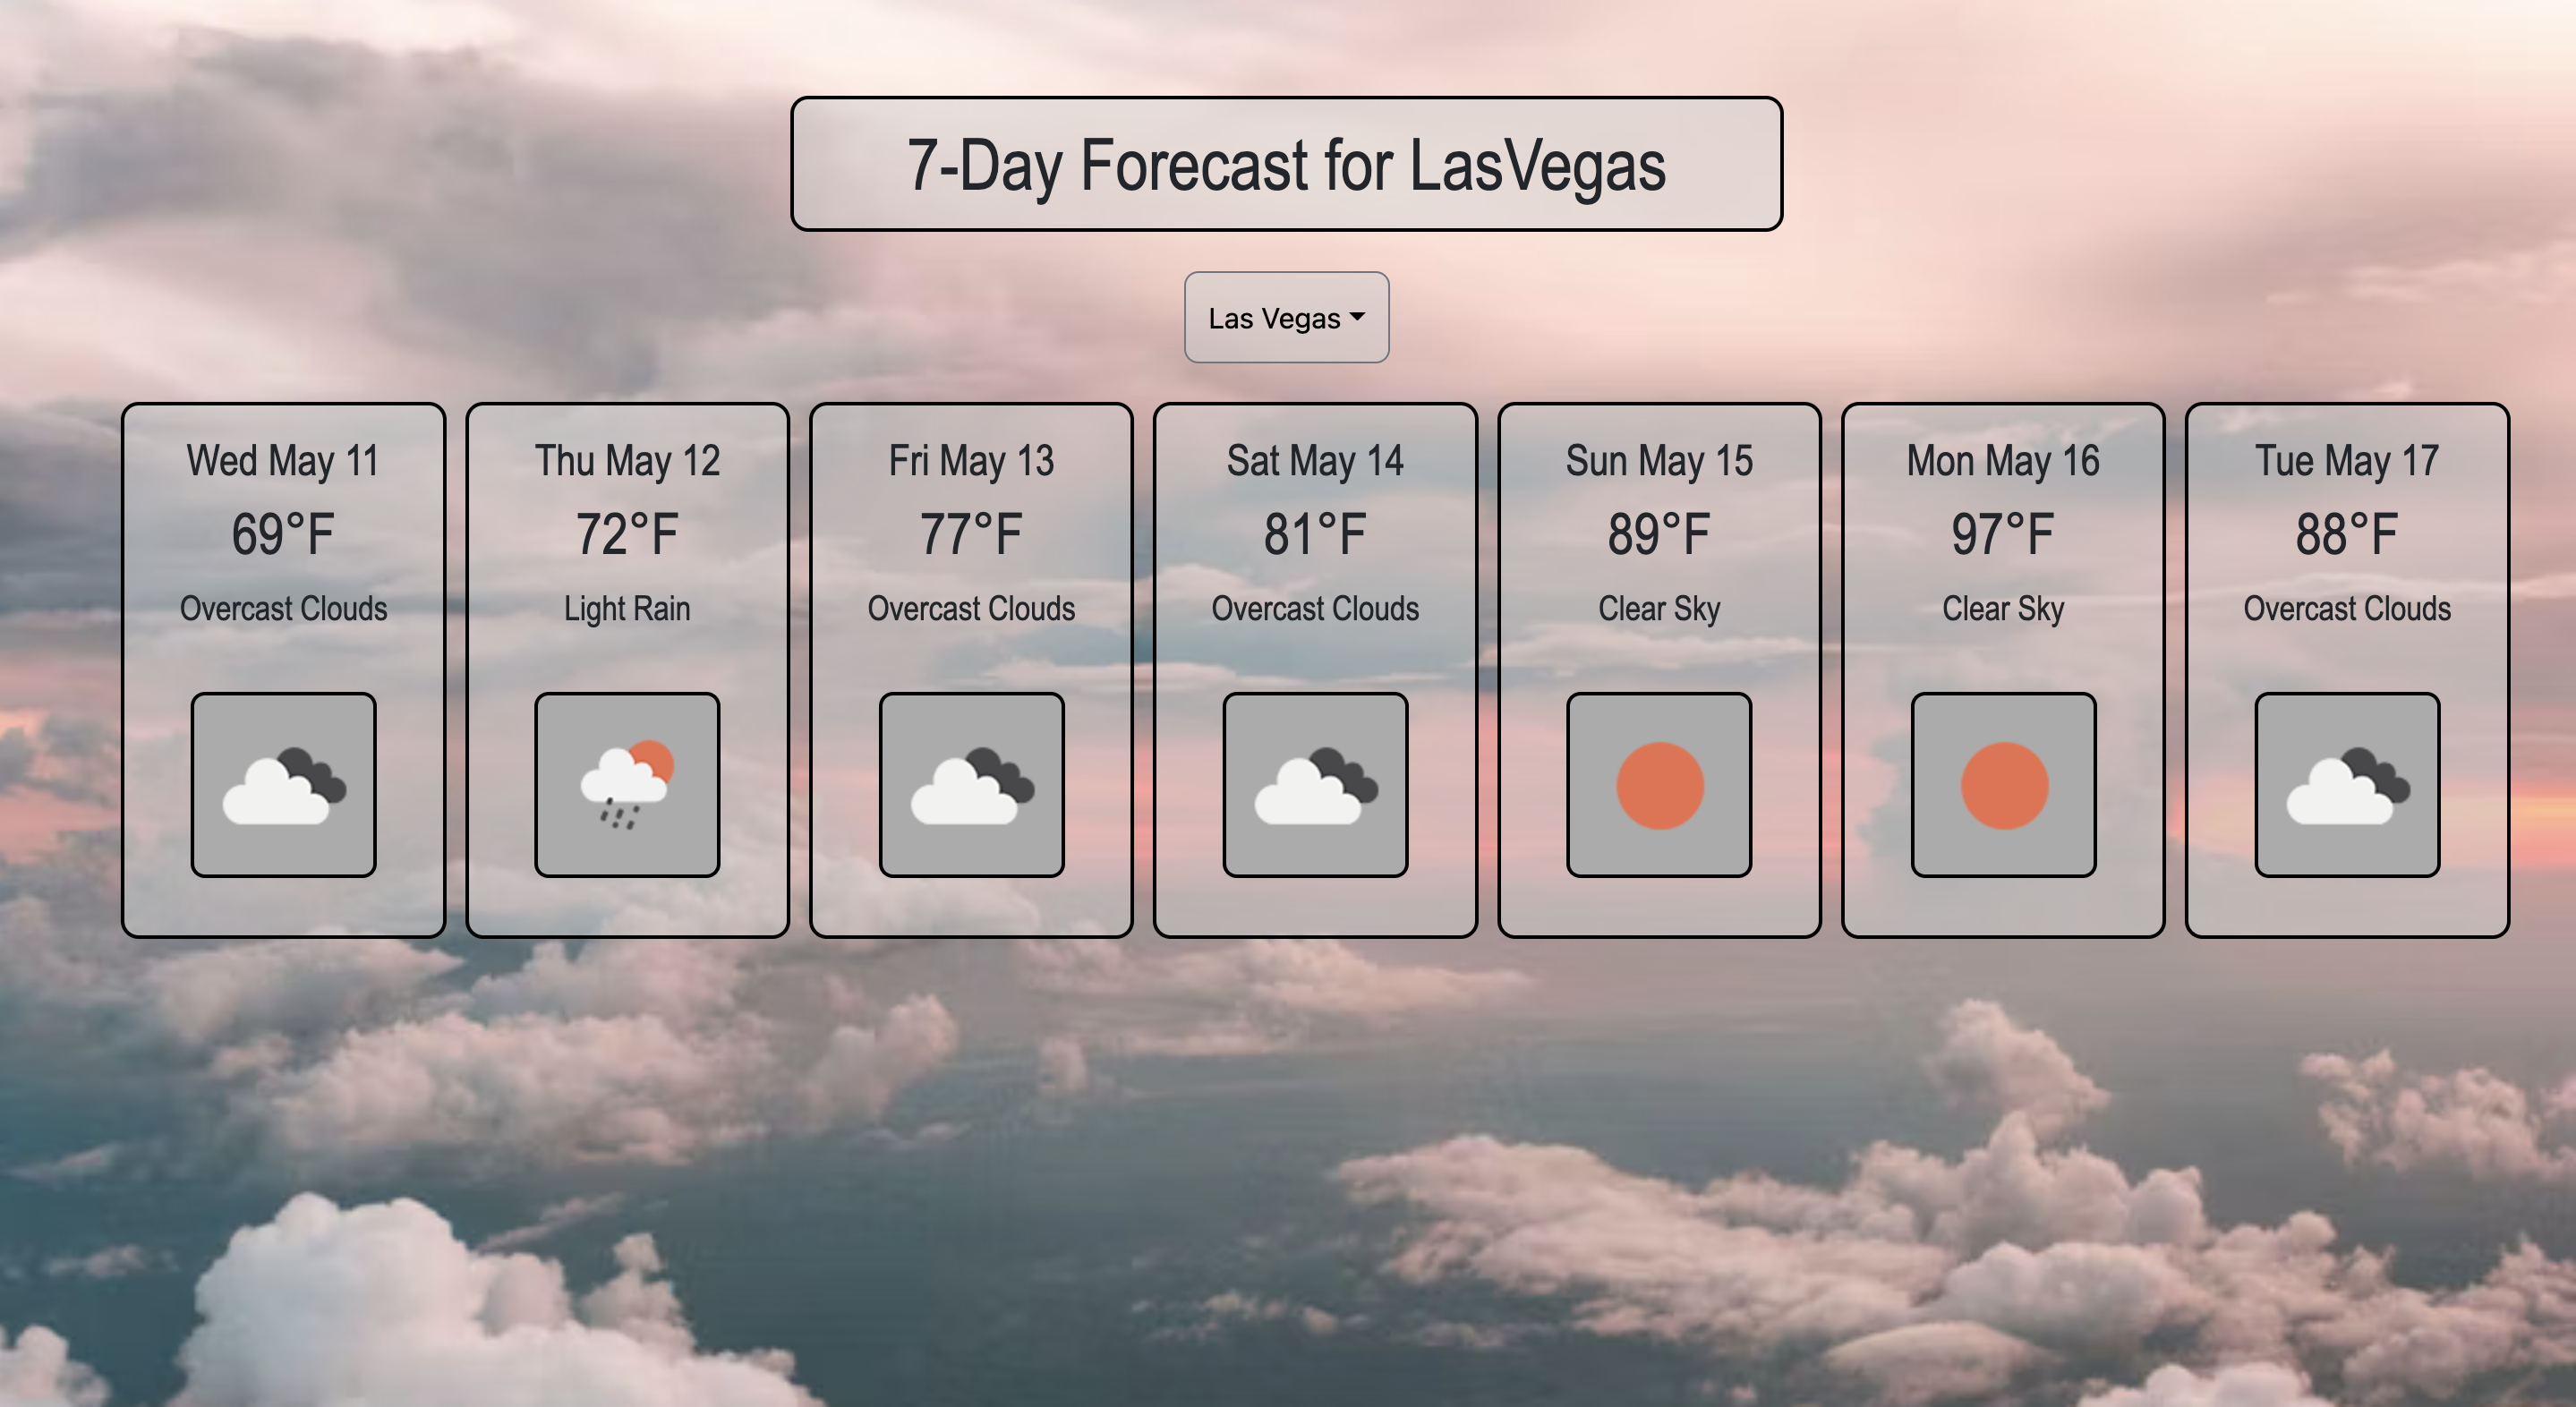 7-Day Forecast for LasVegas
Las Vegas
Wed May 11
69°F
Overcast Clouds
Thu May 12
72°F
Light Rain
Fri May 13
77°F
Overcast Clouds
Sat May 14
81°F
Overcast Clouds
Sun May 15
89°F
Clear Sky
Mon May 16
97°F
Clear Sky
Tue May 17
88°F
Overcast Clouds